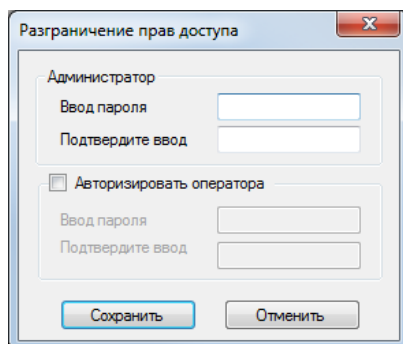 Разграничение прав доступа
Администратор
Ввод пароля
Подтвердите ввод
Авторизировать оператора
Ввод пароля
Подтвердите ввод
Сохранить
Отменить